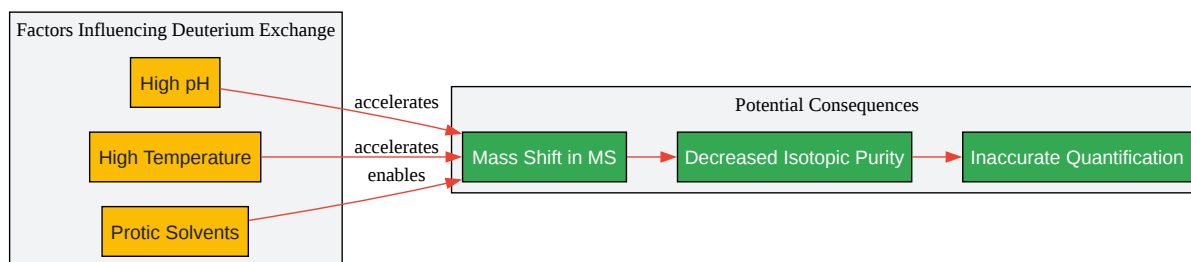 Factors Influencing Deuterium Exchange
High pH
High Temperature
Protic Solvents
accelerates
accelerates
enables
Potential Consequences
Mass Shift in MS
Decreased Isotopic Purity
Inaccurate Quantification